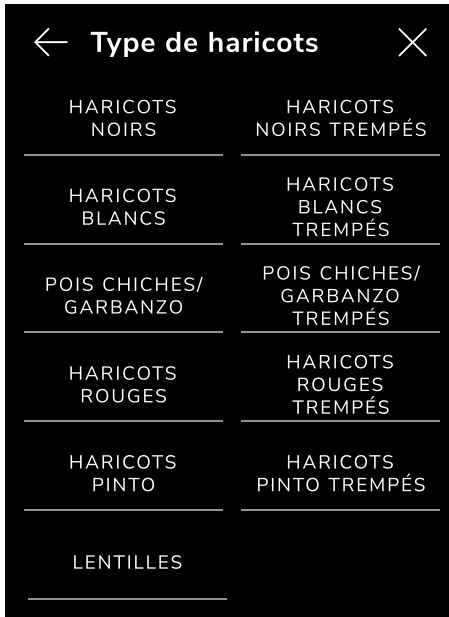 Type de haricots
HARICOTS
NOIRS
HARICOTS
NOIRS TREMPÉS
HARICOTS
BLANCS
HARICOTS
BLANCS
TREMPÉS
POIS CHICHES/
GARBANZO
POIS CHICHES/
GARBANZO
TREMPÉS
HARICOTS
ROUGES
HARICOTS
ROUGES
TREMPÉS
HARICOTS
PINTO
HARICOTS
PINTO TREMPÉS
LENTILLES